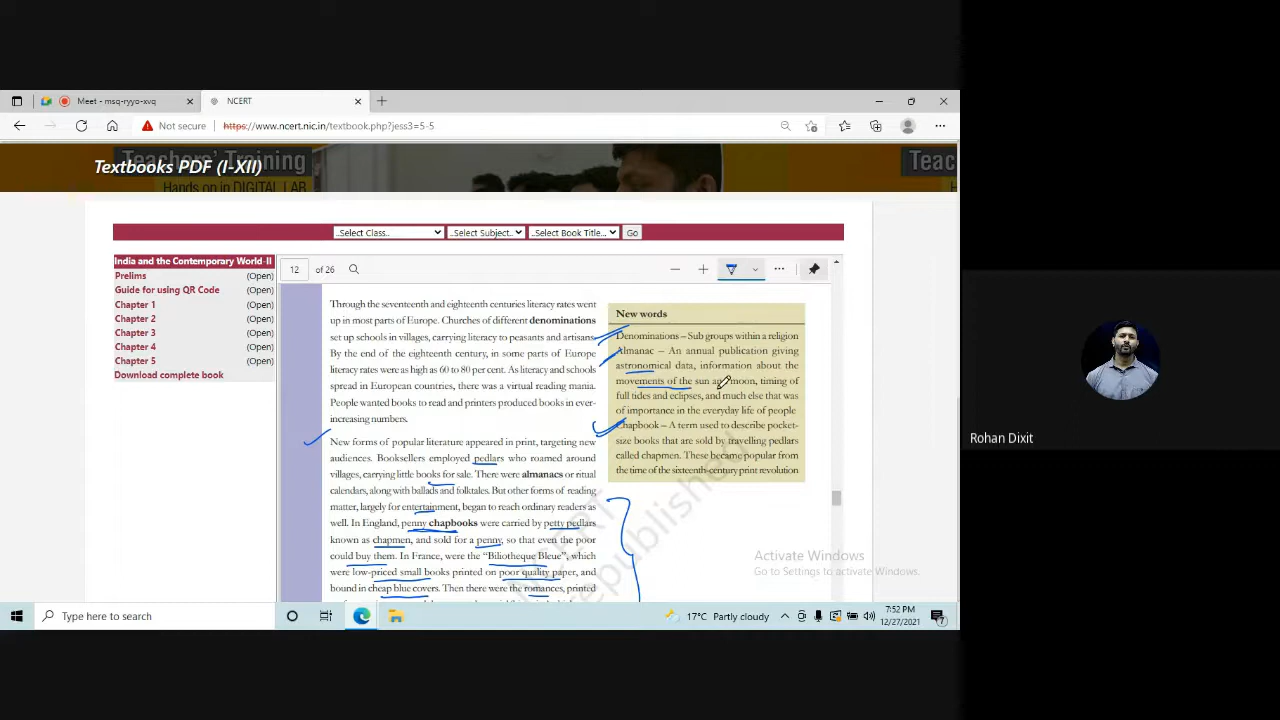 Meet - msq-ryyo-xvq
NCERT
Not secure
https://www.ncert.nic.in/textbook.php?jess3=5-5
Teachers' Training
Textbooks PDF (I-XII)
Hands on in DIGITAL LAB
Teac
Han
..Select Class..
..Select Subject..
..Select Book Title..
Go
India and the Contemporary World-II
Prelims (Open)
Guide for using QR Code (Open)
Chapter 1 (Open)
Chapter 2 (Open)
Chapter 3 (Open)
Chapter 4 (Open)
Chapter 5 (Open)
Download complete book
12 of 26
Through the seventeenth and eighteenth centuries literacy rates went
up in most parts of Europe. Churches of different denominations
set up schools in villages, carrying literacy to peasants and artisans.
By the end of the eighteenth century, in some parts of Europe
literacy rates were as high as 60 to 80 per cent. As literacy and schools
spread in European countries, there was a virtual reading mania.
People wanted books to read and printers produced books in ever-
increasing numbers.
New forms of popular literature appeared in print, targeting new
audiences. Booksellers employed pedlars who roamed around
villages, carrying little books for sale. There were almanacs or ritual
calendars, along with ballads and folktales. But other forms of reading
matter, largely for entertainment, began to reach ordinary readers as
well. In England, penny chapbooks were carried by petty pedlars
known as chapmen, and sold for a penny, so that even the poor
could buy them. In France, were the "Biliotheque Bleue", which
were low-priced small books printed on poor quality paper, and
bound in cheap blue covers. Then there were the romances, printed
New words
Denominations – Sub groups within a religion
Almanac – An annual publication giving
astronomical data, information about the
movements of the sun and moon, timing of
full tides and eclipses, and much else that was
of importance in the everyday life of people
Chapbook – A term used to describe pocket-
size books that are sold by travelling pedlars
called chapmen. These became popular from
the time of the sixteenth-century print revolution
republished
Activate Windows
Go to Settings to activate Windows.
Rohan Dixit
Type here to search
17°C Partly cloudy
7:52 PM
12/27/2021